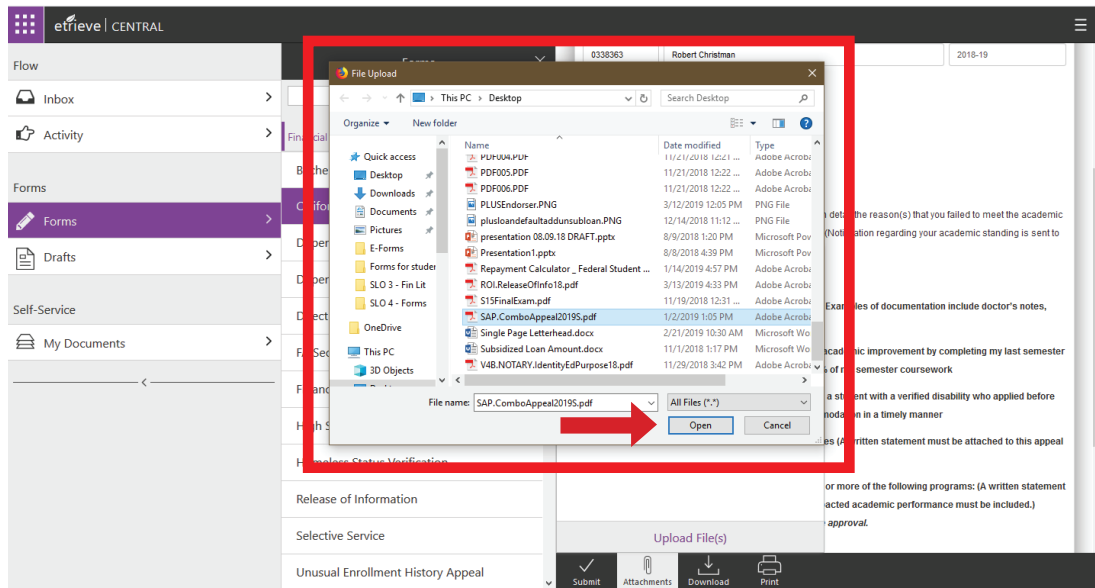 etrieve | CENTRAL
Flow
Inbox
Activity
Forms
Forms
Drafts
Self-Service
My Documents
Financial
Direct
High S
Homeless Status Verification
Release of Information
Selective Service
Unusual Enrollment History Appeal
0338363 Robert Christman 2018-19
File Upload
This PC > Desktop
Search Desktop
Organize New folder
Name Date modified Type
PDF004.PDF 11/21/2018 12:21 ... Adobe Acroba
PDF005.PDF 11/21/2018 12:22 ... Adobe Acroba
PDF006.PDF 11/21/2018 12:22 ... Adobe Acroba
PLUSEndorser.PNG 3/12/2019 12:05 PM PNG File
plusloandefaultaddunsubloan.PNG 12/14/2018 11:12 ... PNG File
presentation 08.09.18 DRAFT.pptx 8/9/2018 1:20 PM Microsoft Pov
Presentation1.pptx 8/8/2018 4:39 PM Microsoft Pov
Repayment Calculator _ Federal Student ... 1/14/2019 4:57 PM Adobe Acroba
ROI.ReleaseOfInfo18.pdf 3/13/2019 4:33 PM Adobe Acroba
S15FinalExam.pdf 11/19/2018 12:31 ... Adobe Acroba
SAP.ComboAppeal2019S.pdf 1/2/2019 1:05 PM Adobe Acroba
Single Page Letterhead.docx 2/21/2019 10:30 AM Microsoft Wo
Subsidized Loan Amount.docx 11/1/2018 1:17 PM Microsoft Wo
V4B.NOTARY.IdentityEdPurpose18.pdf 11/29/2018 3:42 PM Adobe Acroba
Quick access
Desktop
Downloads
Documents
Pictures
E-Forms
Forms for studer
SLO 3 - Fin Lit
SLO 4 - Forms
OneDrive
This PC
3D Objects
File name: SAP.ComboAppeal2019S.pdf All Files (*.*)
Open Cancel
detail the reason(s) that you failed to meet the academic
(Notification regarding your academic standing is sent to
Examples of documentation include doctor's notes,
academic improvement by completing my last semester
semester coursework
a student with a verified disability who applied before
in a timely manner
(A written statement must be attached to this appeal
or more of the following programs: (A written statement
acted academic performance must be included.)
approval.
Upload File(s)
Submit Attachments Download Print